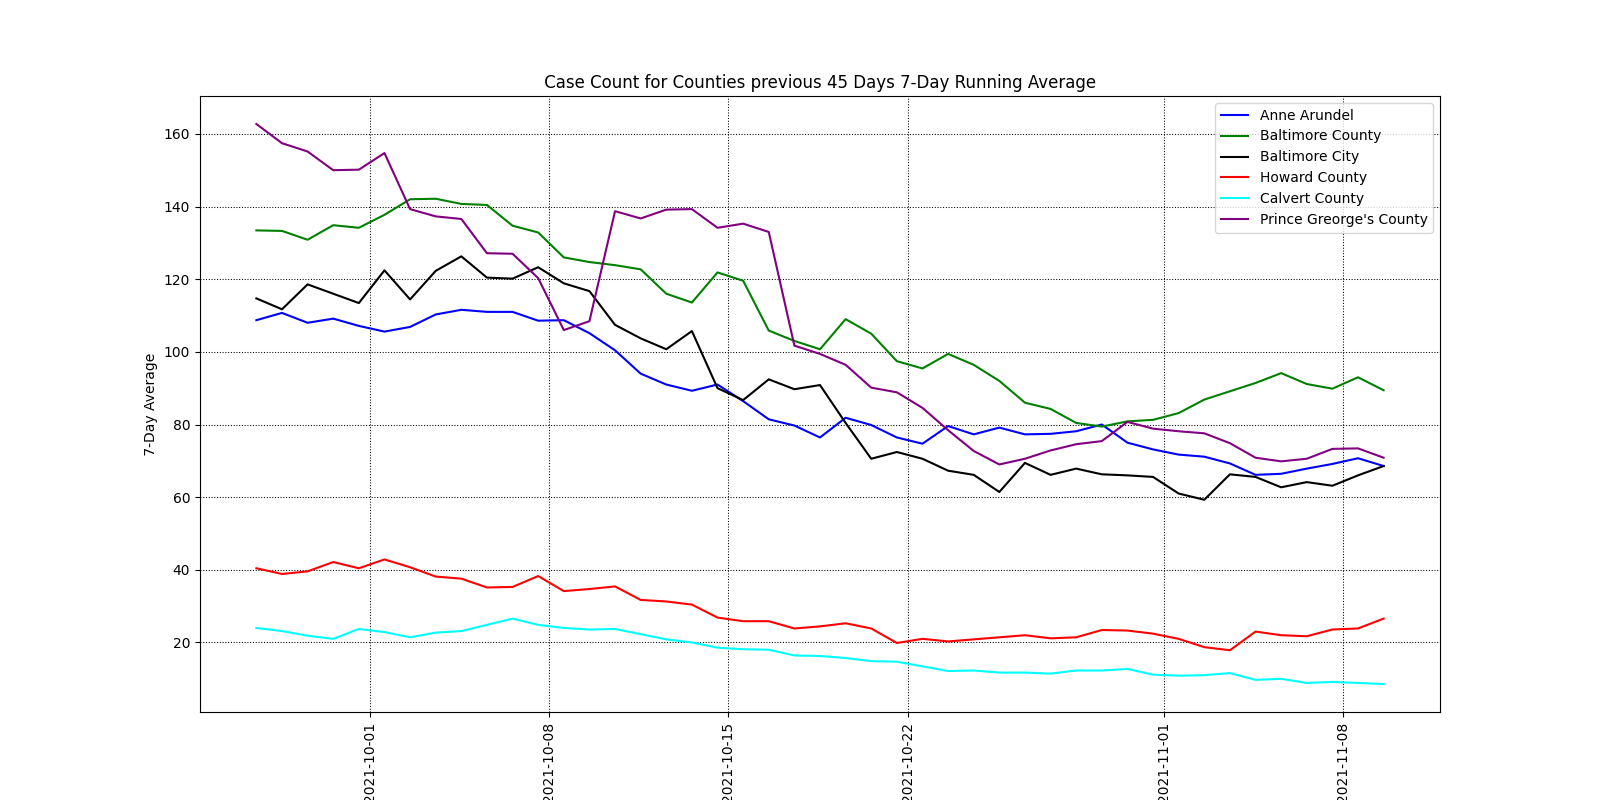 Case Count for Counties previous 45 Days 7-Day Running Average
7-Day Average
160
140
120
100
80
60
40
20
Anne Arundel
Baltimore County
Baltimore City
Howard County
Calvert County
Prince Greorge's County
2021-10-01
2021-10-08
2021-10-15
2021-10-22
2021-11-01
2021-11-08